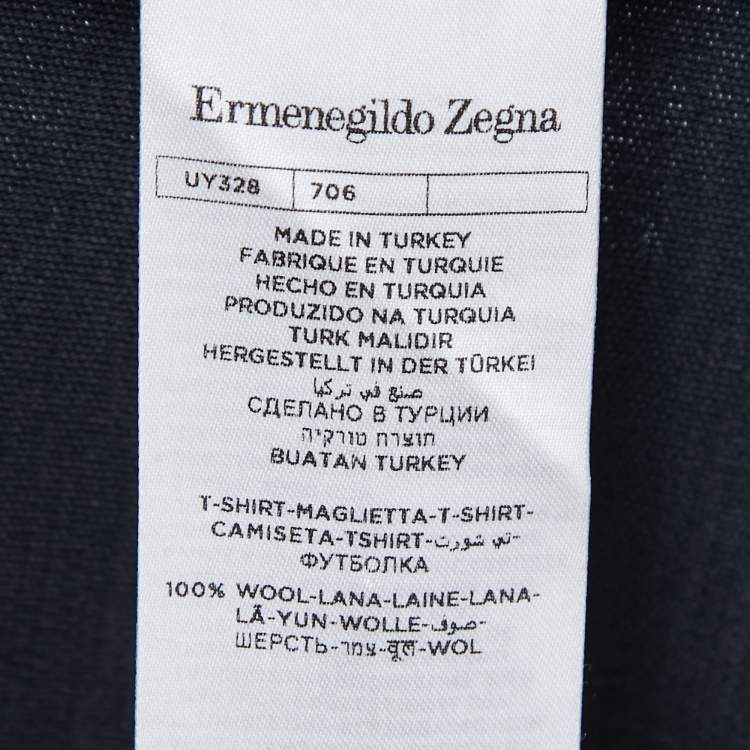 Ermenegildo Zegna
UY328 706
MADE IN TURKEY
FABRIQUE EN TURQUIE
HECHO EN TURQUIA
PRODUZIDO NA TURQUIA
TURK MALIDIR
HERGESTELLT IN DER TÜRKEI
صنع في تركيا
СДЕЛАНО В ТУРЦИИ
תוצרת טורקיה
BUATAN TURKEY
T-SHIRT-MAGLIETTA-T-SHIRT-
CAMISETA-TSHIRT-تي شورت-
ФУТБОЛКА
100% WOOL-LANA-LAINE-LANA-
LÃ-YUN-WOLLE-صوف-
ШЕРСТЬ-צמר-वूल-WOL